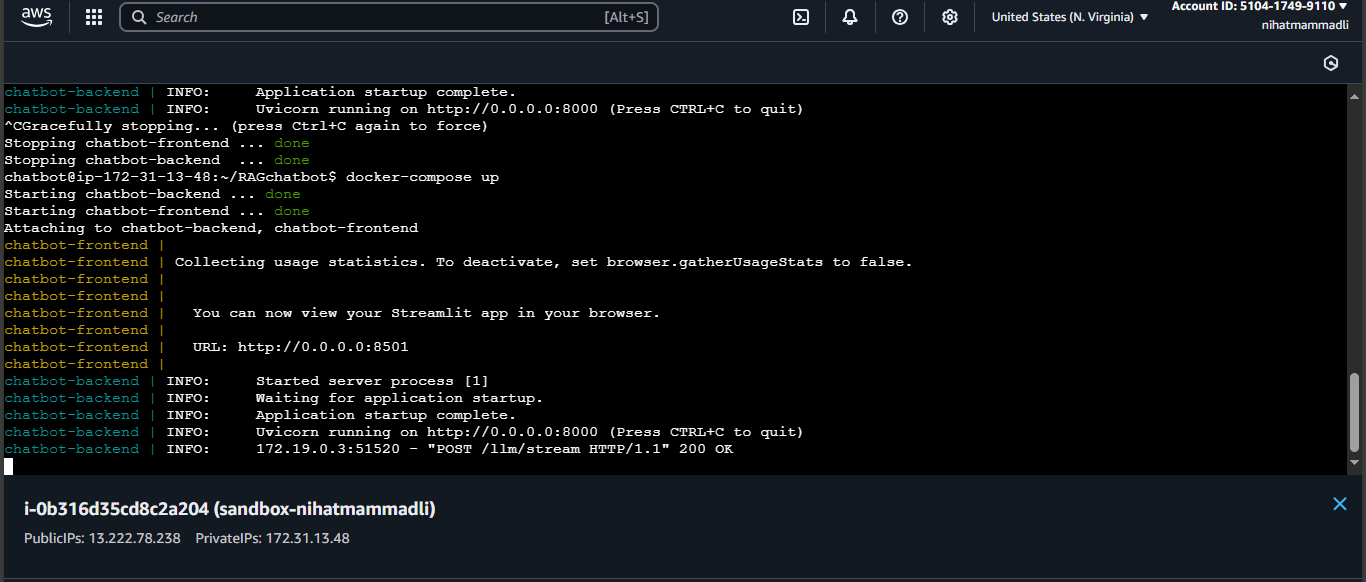 aws
Search
[Alt+S]
United States (N. Virginia) ▼
Account ID: 5104-1749-9110 ▼
nihatmammadli
chatbot-backend | INFO:     Application startup complete.
chatbot-backend | INFO:     Uvicorn running on http://0.0.0.0:8000 (Press CTRL+C to quit)
^CGracefully stopping... (press Ctrl+C again to force)
Stopping chatbot-frontend ... done
Stopping chatbot-backend  ... done
chatbot@ip-172-31-13-48:~/RAGchatbot$ docker-compose up
Starting chatbot-backend ... done
Starting chatbot-frontend ... done
Attaching to chatbot-backend, chatbot-frontend
chatbot-frontend |
chatbot-frontend | Collecting usage statistics. To deactivate, set browser.gatherUsageStats to false.
chatbot-frontend |
chatbot-frontend |
chatbot-frontend |   You can now view your Streamlit app in your browser.
chatbot-frontend |
chatbot-frontend |   URL: http://0.0.0.0:8501
chatbot-frontend |
chatbot-backend | INFO:     Started server process [1]
chatbot-backend | INFO:     Waiting for application startup.
chatbot-backend | INFO:     Application startup complete.
chatbot-backend | INFO:     Uvicorn running on http://0.0.0.0:8000 (Press CTRL+C to quit)
chatbot-backend | INFO:     172.19.0.3:51520 - "POST /llm/stream HTTP/1.1" 200 OK
i-0b316d35cd8c2a204 (sandbox-nihatmammadli)
PublicIPs: 13.222.78.238   PrivateIPs: 172.31.13.48